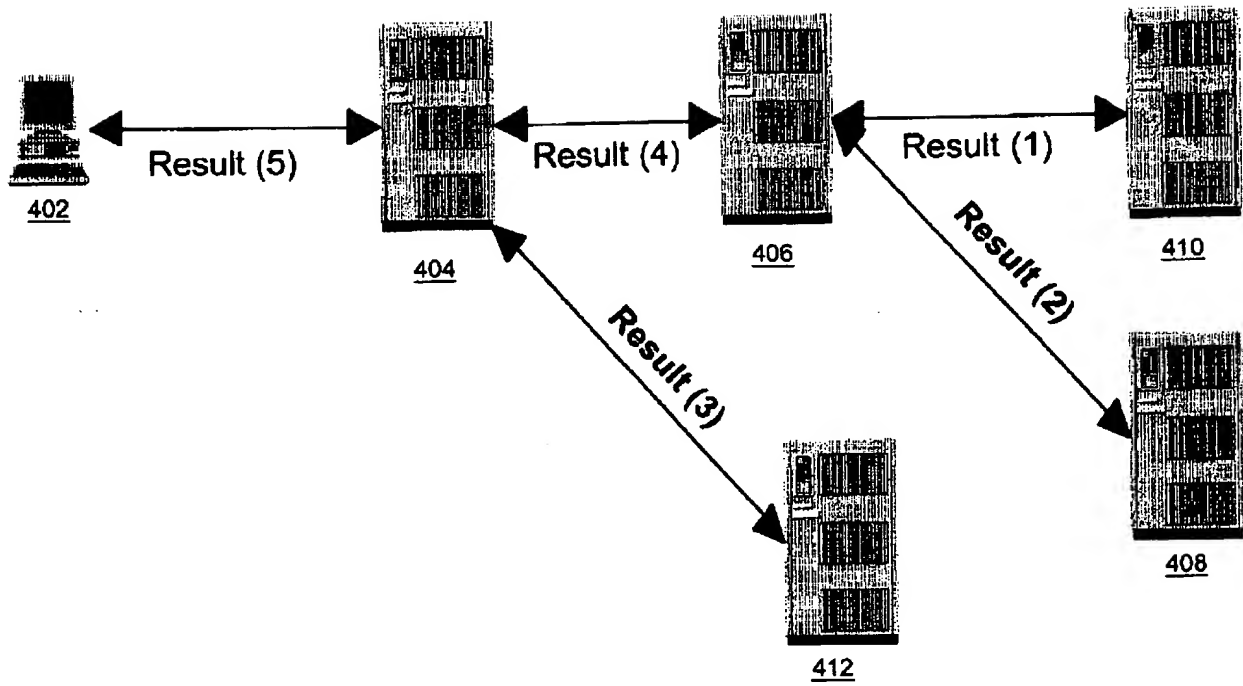 Result (5)
Result (4)
Result (1)
402
404
406
410
Result (2)
Result (3)
408
412